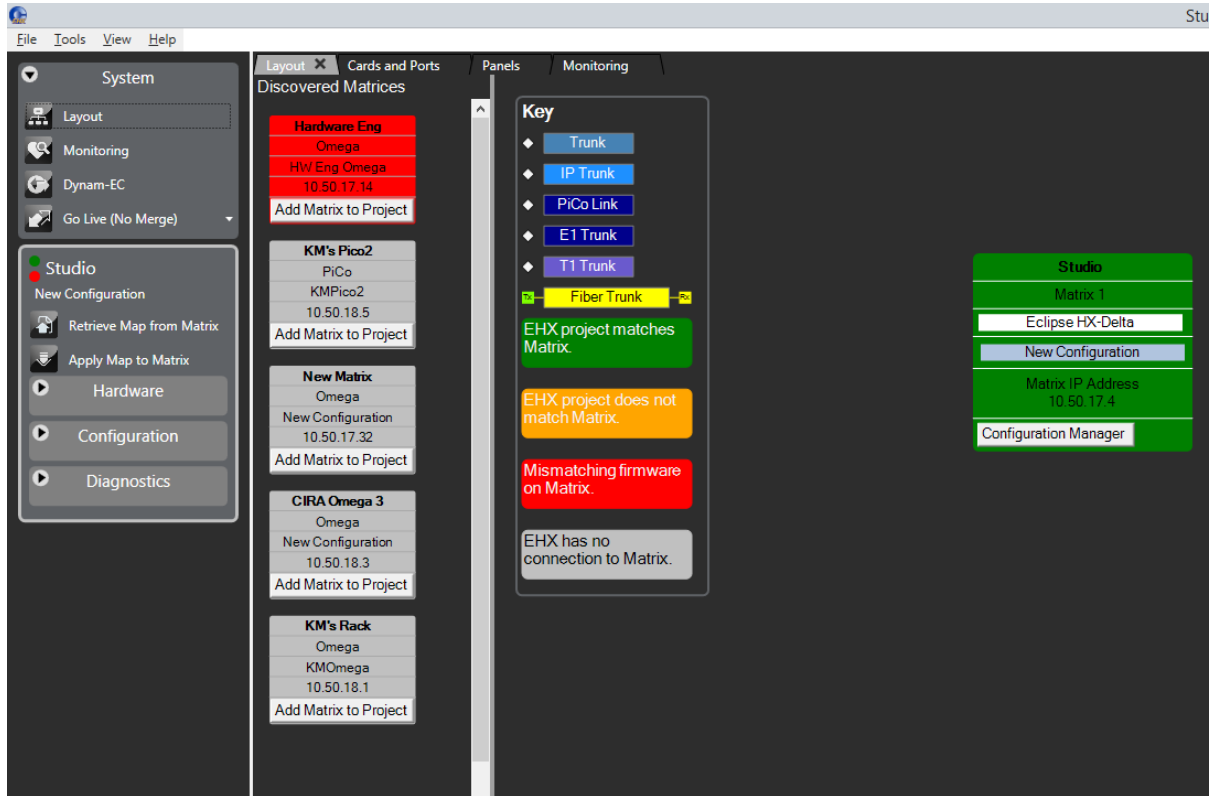 Stu
File Tools View Help
System
Layout
Monitoring
Dynam-EC
Go Live (No Merge)
Studio
New Configuration
Retrieve Map from Matrix
Apply Map to Matrix
Hardware
Configuration
Diagnostics
Layout Cards and Ports Panels Monitoring
Discovered Matrices
Hardware Eng
Omega
HW Eng Omega
10.50.17.14
Add Matrix to Project
KM's Pico2
PiCo
KMPico2
10.50.18.5
Add Matrix to Project
New Matrix
Omega
New Configuration
10.50.17.32
Add Matrix to Project
CIRA Omega 3
Omega
New Configuration
10.50.18.3
Add Matrix to Project
KM's Rack
Omega
KMOmega
10.50.18.1
Add Matrix to Project
Key
Trunk
IP Trunk
PiCo Link
E1 Trunk
T1 Trunk
Tx Fiber Trunk Rx
EHX project matches
Matrix.
EHX project does not
match Matrix.
Mismatching firmware
on Matrix.
EHX has no
connection to Matrix.
Studio
Matrix 1
Eclipse HX-Delta
New Configuration
Matrix IP Address
10.50.17.4
Configuration Manager